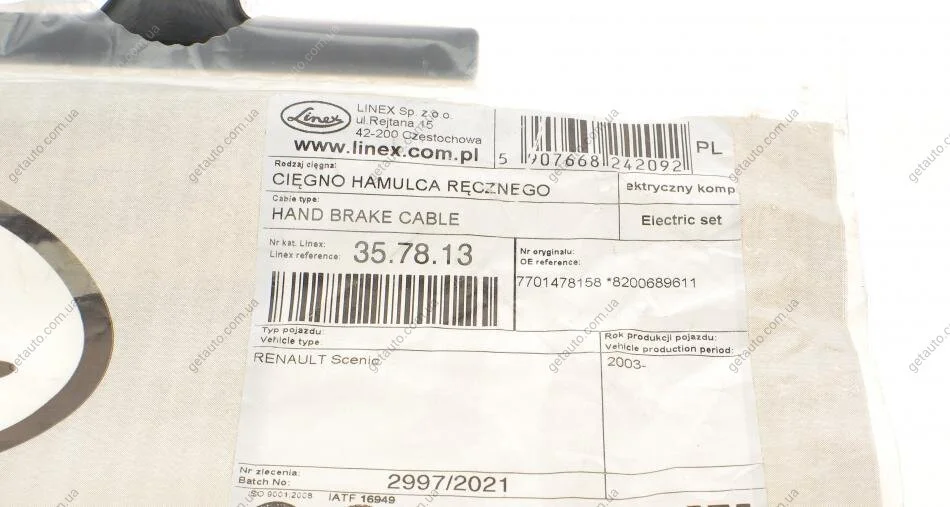 Linex
LINEX Sp. z.o.o.
ul.Rejtana 15
42-200 Częstochowa
www.linex.com.pl
5 907668 242092
PL
Rodzaj cięgna:
CIĘGNO HAMULCA RĘCZNEGO
ektryczny komp
Cable type:
HAND BRAKE CABLE
Electric set
Nr kat. Linex:
Linex reference:
35.78.13
Nr oryginału:
OE reference:
7701478158 *8200689611
Typ pojazdu:
Vehicle type:
RENAULT Scenic
Rok produkcji pojazdu:
Vehicle production period:
2003-
Nr zlecenia:
Batch No:
2997/2021
ISO 9001:2008
IATF 16949
getauto.com.ua